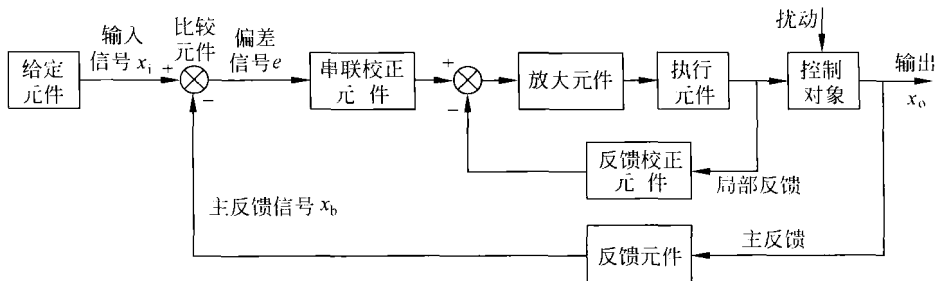 给定
元件
输入
信号 xi
+
−
比较
元件
偏差
信号 e
串联校正
元 件
+
−
放大元件
执行
元件
扰动
控制
对象
输出
xo
反馈校正
元 件
局部反馈
主反馈信号 xb
反馈元件
主反馈